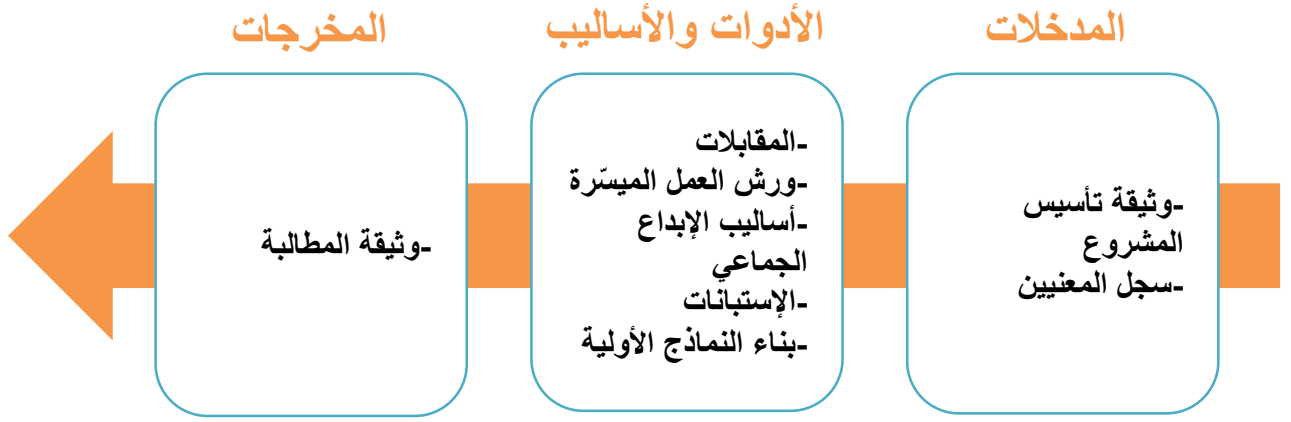 المدخلات
-وثيقة تأسيس
المشروع
-سجل المعنيين
الأدوات والأساليب
-المقابلات
-ورش العمل الميسّرة
-أساليب الإبداع
الجماعي
-الإستبانات
-بناء النماذج الأولية
المخرجات
-وثيقة المطالبة